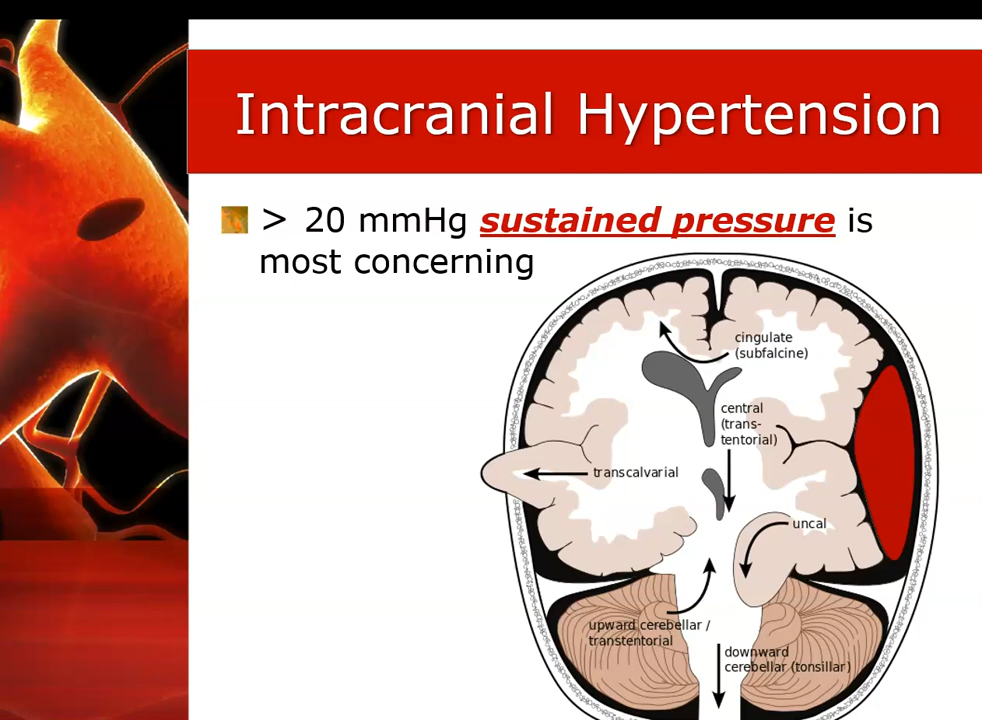 Intracranial Hypertension
> 20 mmHg sustained pressure is
most concerning
cingulate
(subfalcine)
central
(trans-
tentorial)
transcalvarial
uncal
upward cerebellar /
transtentorial
downward
cerebellar (tonsillar)